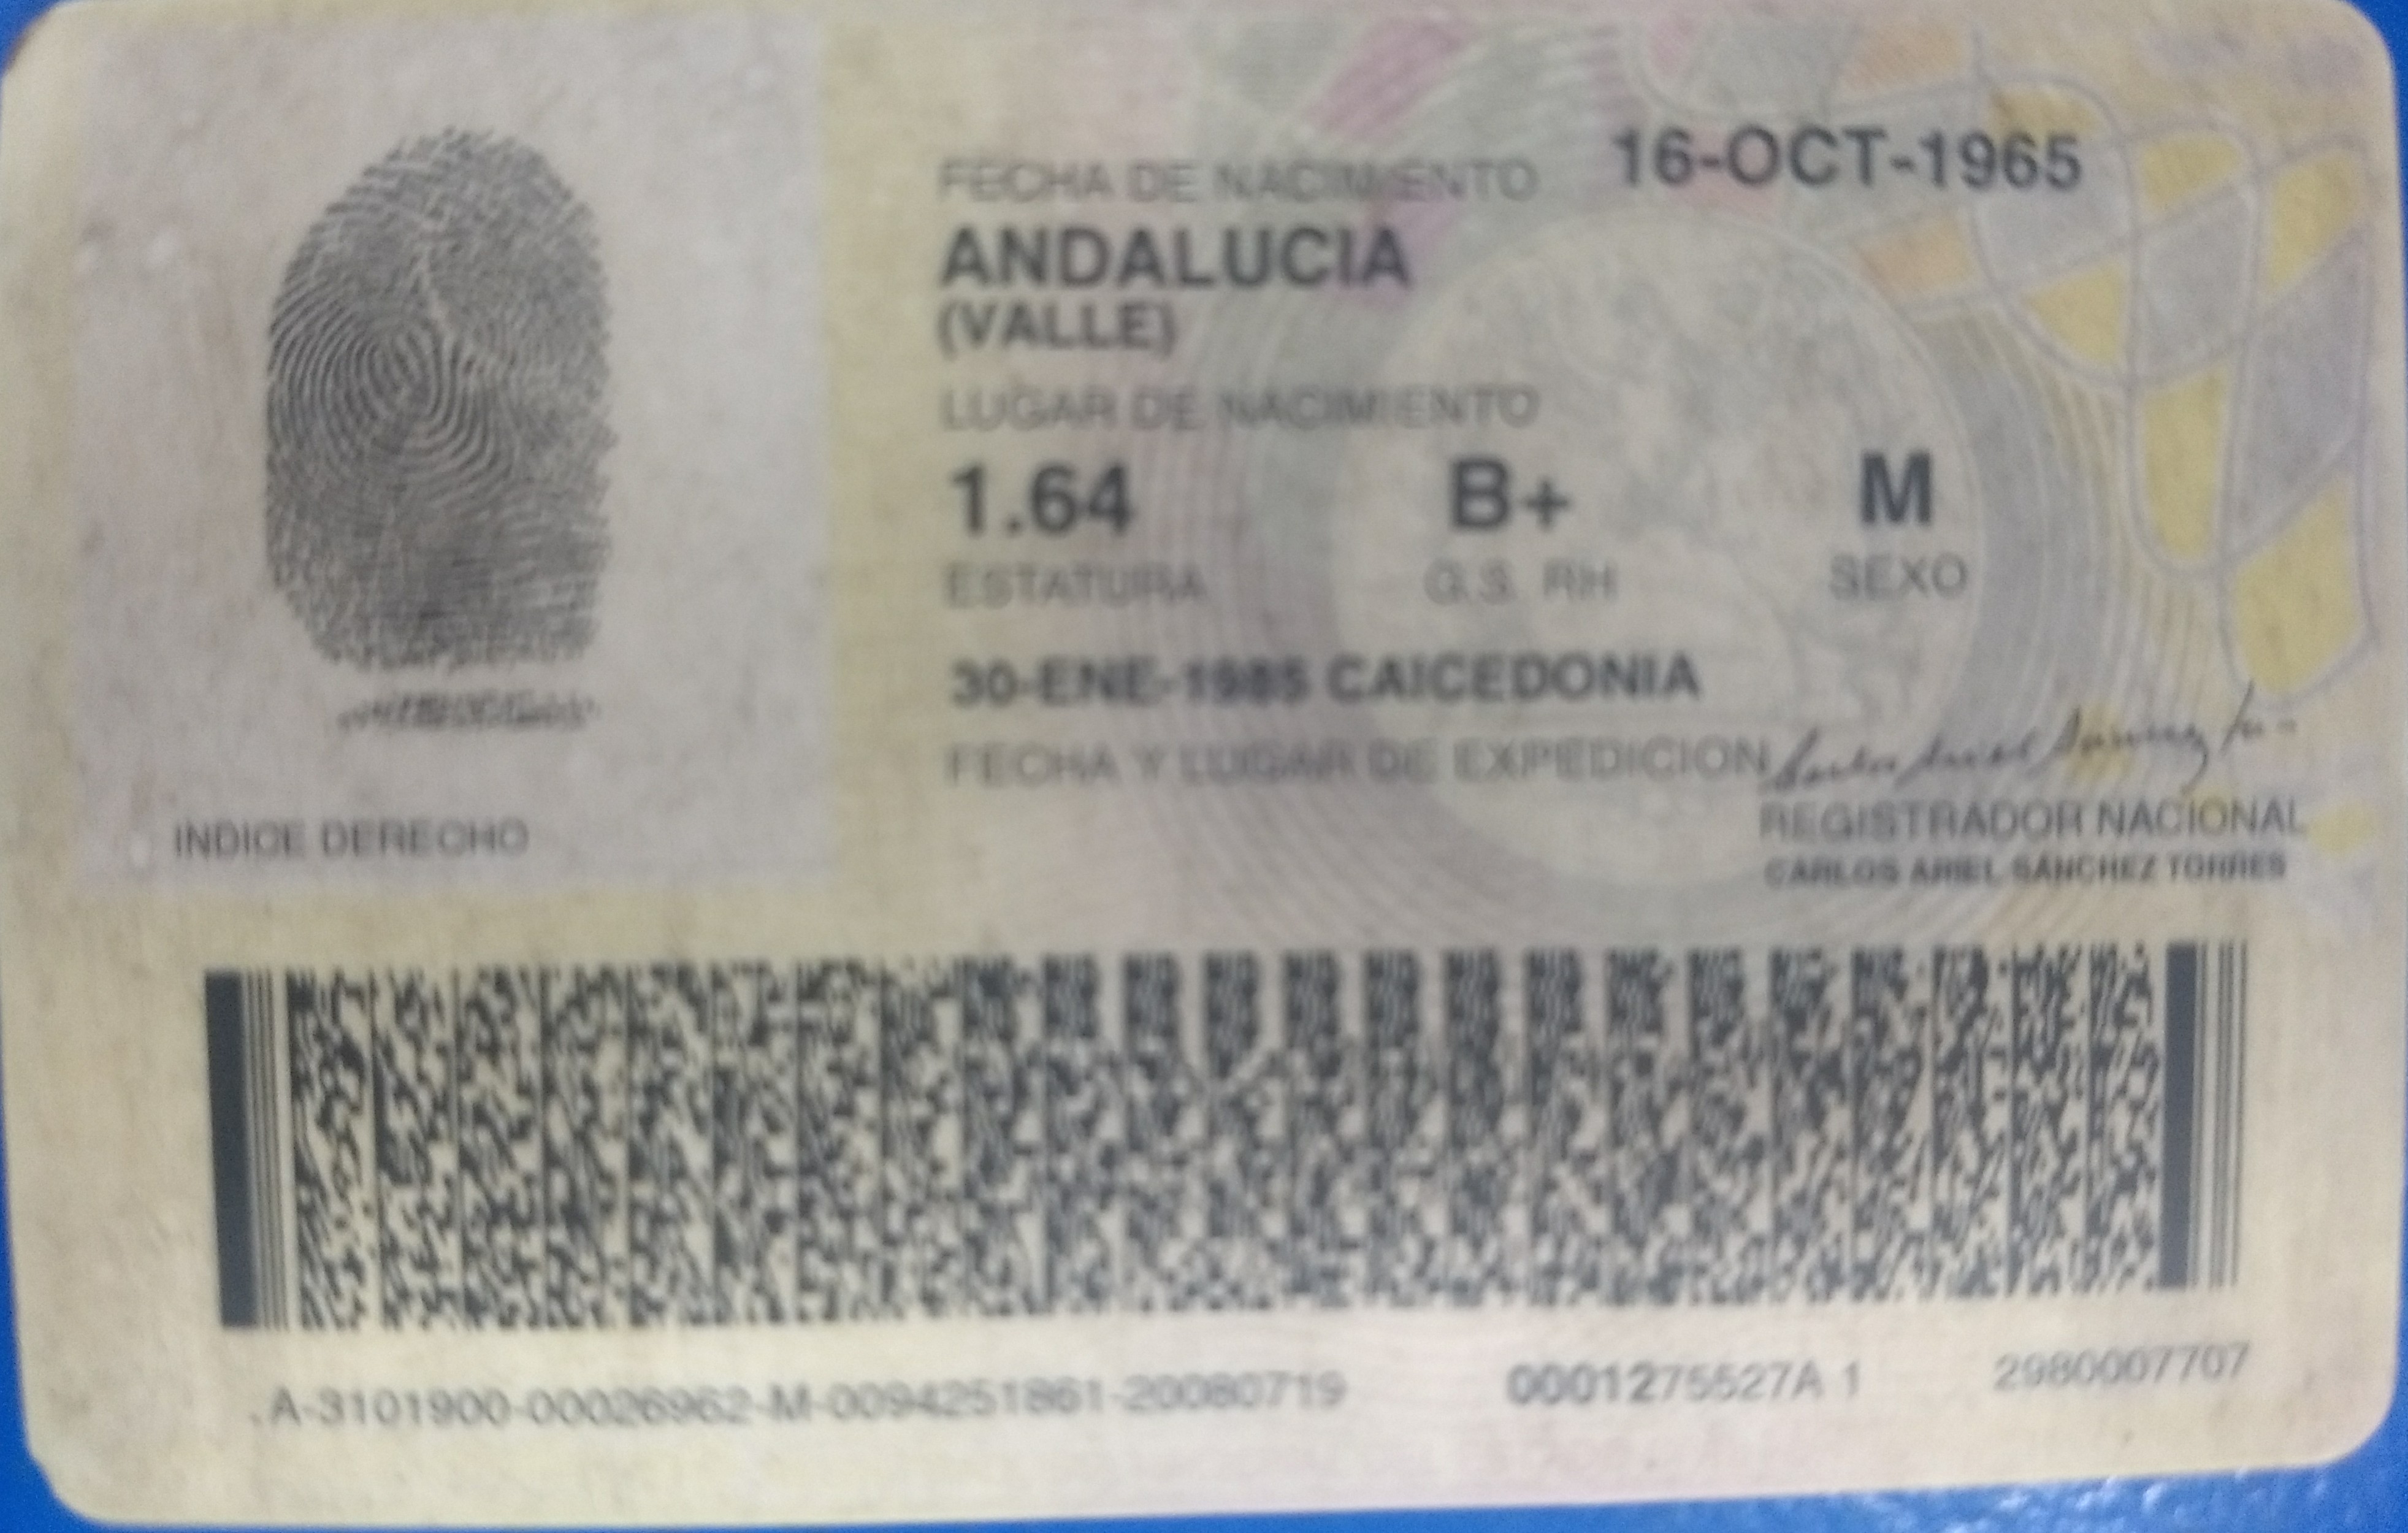 FECHA DE NACIMIENTO 16-OCT-1965
ANDALUCIA
(VALLE)
LUGAR DE NACIMIENTO
1.64 B+ M
ESTATURA G.S. RH SEXO
30-ENE-1985 CAICEDONIA
FECHA Y LUGAR DE EXPEDICION
REGISTRADOR NACIONAL
CARLOS ARIEL SÁNCHEZ TORRES
INDICE DERECHO
A-3101900-00026962-M-0094251861-20080719 0001275527A 1 2980007707